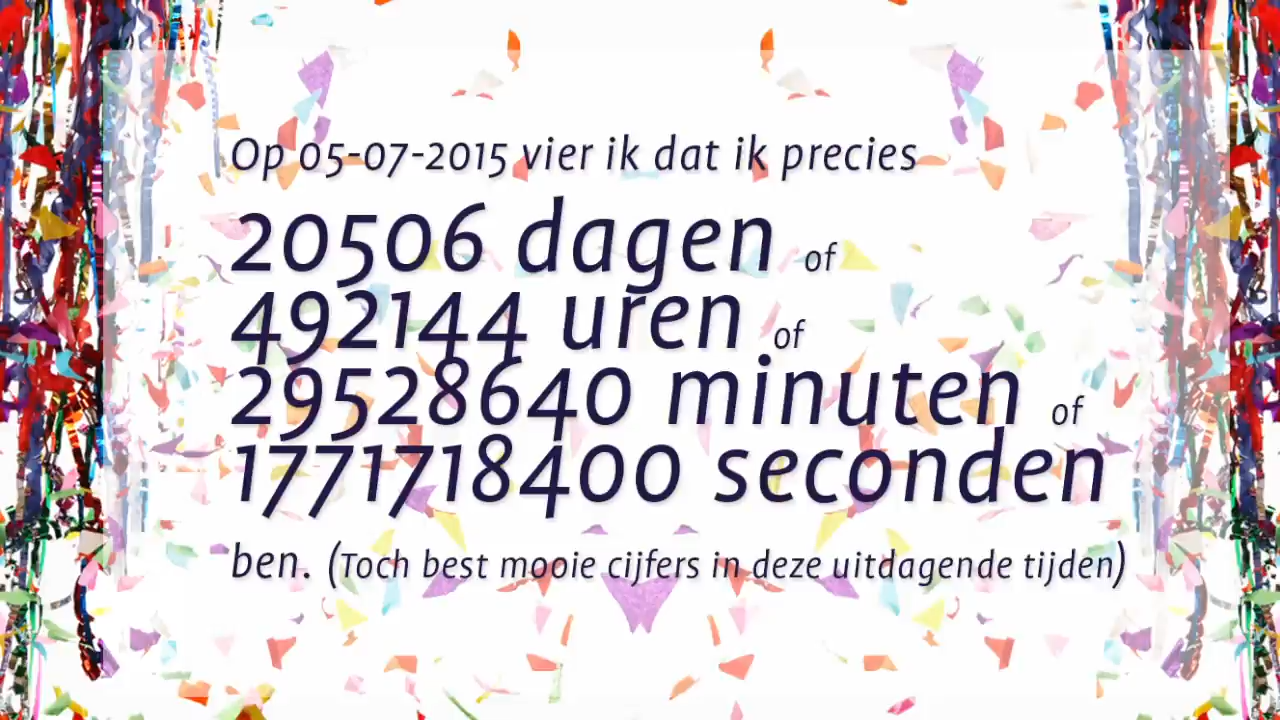 Op 05-07-2015 vier ik dat ik precies
20506 dagen of
492144 uren of
29528640 minuten of
1771718400 seconden
ben. (Toch best mooie cijfers in deze uitdagende tijden)